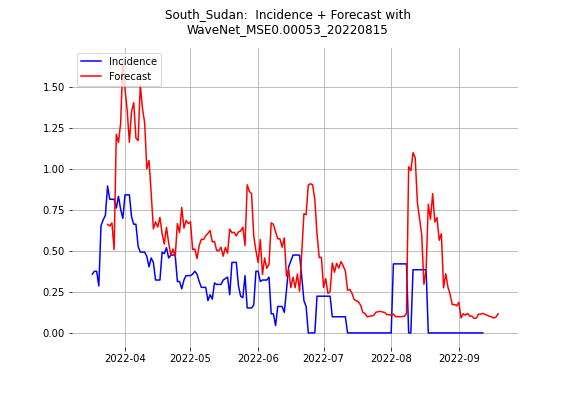 South_Sudan:  Incidence + Forecast with
WaveNet_MSE0.00053_20220815
Incidence
Forecast
1.50
1.25
1.00
0.75
0.50
0.25
0.00
2022-04 2022-05 2022-06 2022-07 2022-08 2022-09